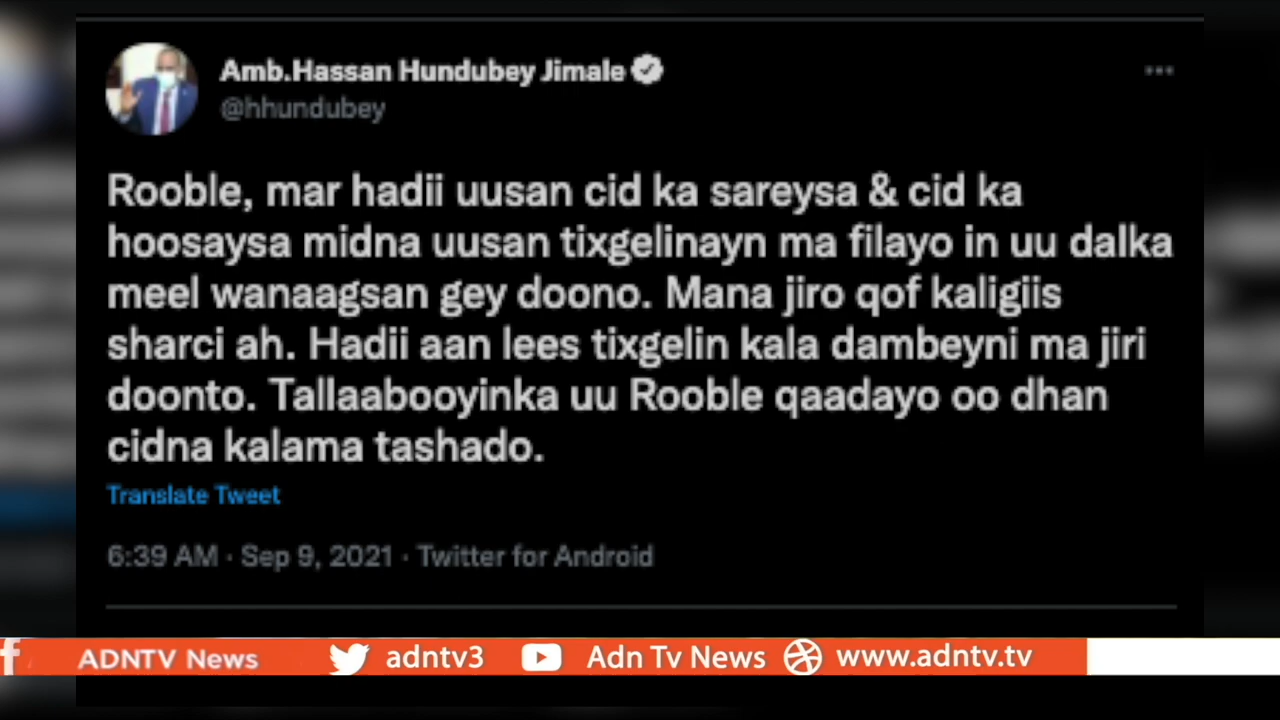 Amb.Hassan Hundubey Jimale
@hhundubey
Rooble, mar hadii uusan cid ka sareysa & cid ka
hoosaysa midna uusan tixgelinayn ma filayo in uu dalka
meel wanaagsan gey doono. Mana jiro qof kaligiis
sharci ah. Hadii aan lees tixgelin kala dambeyni ma jiri
doonto. Tallaabooyinka uu Rooble qaadayo oo dhan
cidna kalama tashado.
Translate Tweet
6:39 AM · Sep 9, 2021 · Twitter for Android
ADNTV News adntv3 Adn Tv News www.adntv.tv